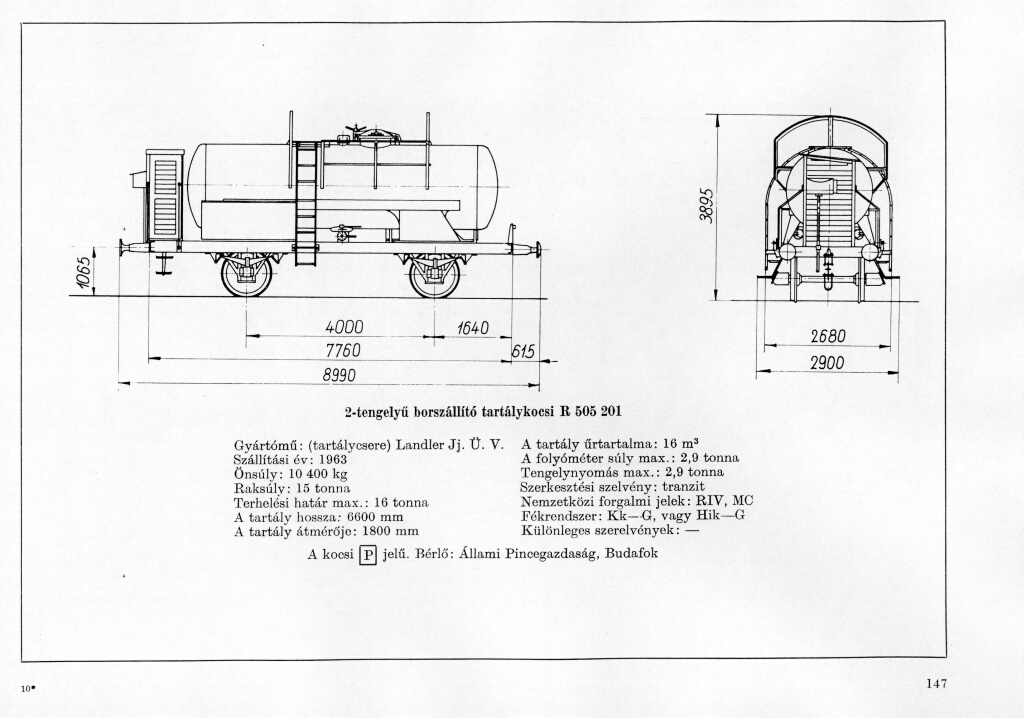 3895
1065
4000
1640
2680
7760
615
2900
8990
2-tengelyű borszállító tartálykocsi R 505 201
Gyártómű: (tartálycsere) Landler Jj. Ü. V.
Szállítási év: 1963
Önsúly: 10 400 kg
Raksúly: 15 tonna
Terhelési határ max.: 16 tonna
A tartály hossza: 6600 mm
A tartály átmérője: 1800 mm
A tartály űrtartalma: 16 m³
A folyóméter súly max.: 2,9 tonna
Tengelynyomás max.: 2,9 tonna
Szerkesztési szelvény: tranzit
Nemzetközi forgalmi jelek: RIV, MC
Fékrendszer: Kk—G, vagy Hik—G
Különleges szerelvények: —
A kocsi P jelű. Bérlő: Állami Pincegazdaság, Budafok
10*
147